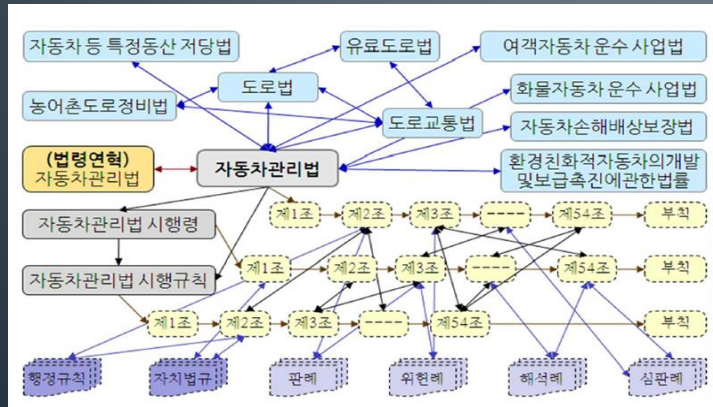 자동차 등 특정동산 저당법
유료도로법
여객자동차 운수 사업법
도로법
화물자동차 운수 사업법
농어촌도로정비법
도로교통법
자동차손해배상보장법
(법령연혁)
자동차관리법
자동차관리법
환경친화적자동차의개발
및보급촉진에관한법률
자동차관리법 시행령
제1조
제2조
제3조
----
제54조
부칙
자동차관리법 시행규칙
제1조
제2조
제3조
----
제54조
부칙
제1조
제2조
제3조
----
제54조
부칙
행정규칙
자치법규
판례
위헌례
해석례
심판례